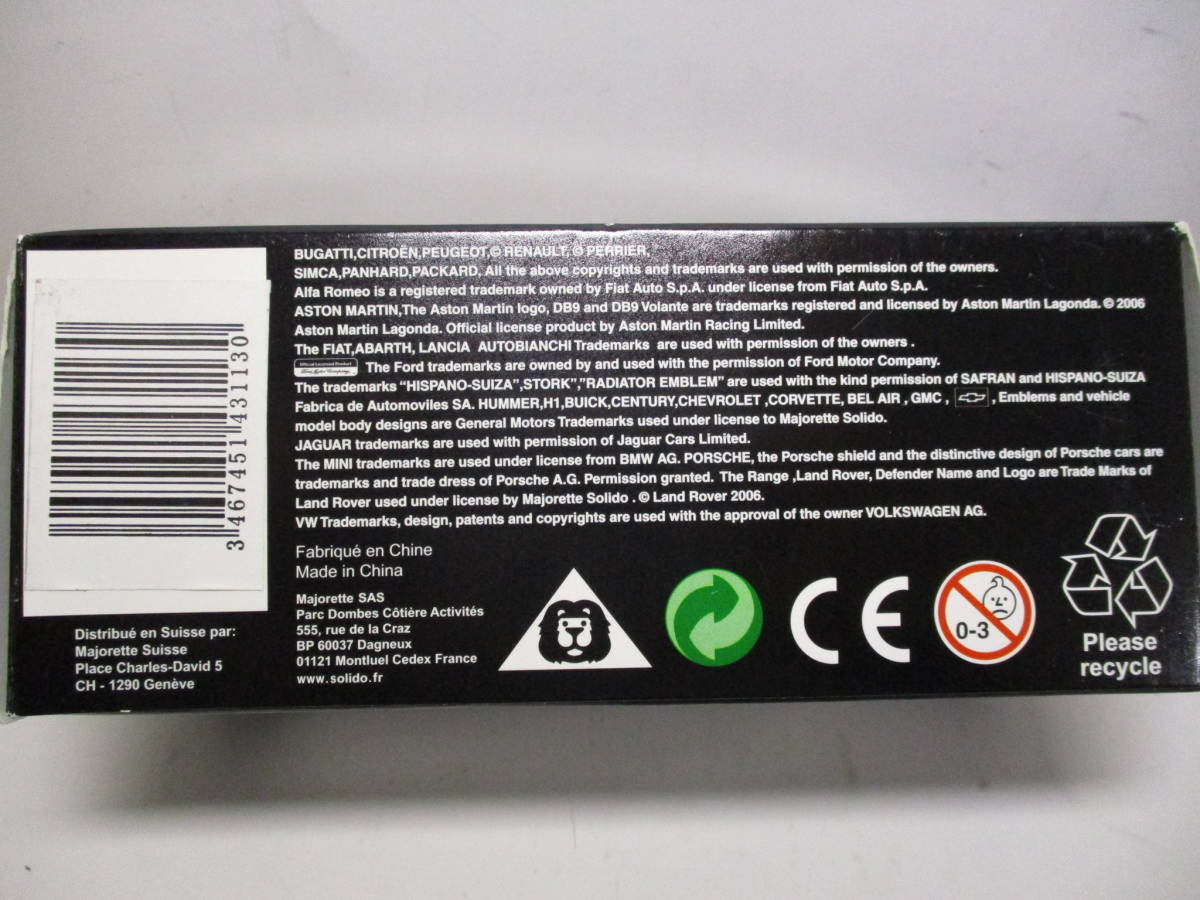 BUGATTI,CITROËN,PEUGEOT,© RENAULT,© PERRIER,
SIMCA,PANHARD,PACKARD, All the above copyrights and trademarks are used with permission of the owners.
Alfa Romeo is a registered trademark owned by Fiat Auto S.p.A. under license from Fiat Auto S.p.A.
ASTON MARTIN,The Aston Martin logo, DB9 and DB9 Volante are trademarks registered and licensed by Aston Martin Lagonda. © 2006
Aston Martin Lagonda. Official license product by Aston Martin Racing Limited.
The FIAT,ABARTH, LANCIA AUTOBIANCHI Trademarks are used with permission of the owners .
The Ford trademarks are owned by and used with the permission of Ford Motor Company.
The trademarks “HISPANO-SUIZA”,STORK”,”RADIATOR EMBLEM” are used with the kind permission of SAFRAN and HISPANO-SUIZA
Fabrica de Automoviles SA. HUMMER,H1,BUICK,CENTURY,CHEVROLET ,CORVETTE, BEL AIR , GMC , , Emblems and vehicle
model body designs are General Motors Trademarks used under license to Majorette Solido.
JAGUAR trademarks are used with permission of Jaguar Cars Limited.
The MINI trademarks are used under license from BMW AG. PORSCHE, the Porsche shield and the distinctive design of Porsche cars are
trademarks and trade dress of Porsche A.G. Permission granted. The Range ,Land Rover, Defender Name and Logo are Trade Marks of
Land Rover used under license by Majorette Solido . © Land Rover 2006.
VW Trademarks, design, patents and copyrights are used with the approval of the owner VOLKSWAGEN AG.
3 467451 431130
Fabriqué en Chine
Made in China
Majorette SAS
Parc Dombes Côtière Activités
555, rue de la Craz
BP 60037 Dagneux
01121 Montluel Cedex France
www.solido.fr
Distribué en Suisse par:
Majorette Suisse
Place Charles-David 5
CH - 1290 Genève
CE
0-3
Please
recycle